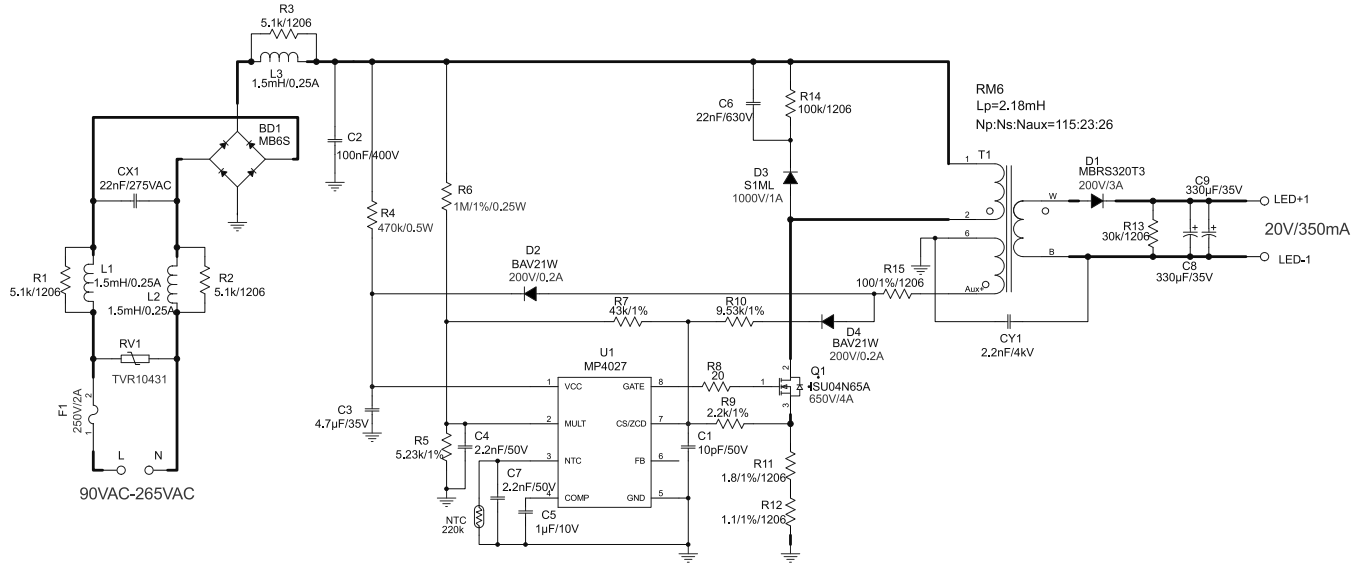 R3
5.1k/1206
L3
1.5mH/0.25A
BD1
MB6S
CX1
22nF/275VAC
R1
5.1k/1206
L1
1.5mH/0.25A
L2
1.5mH/0.25A
R2
5.1k/1206
RV1
TVR10431
F1
250V/2A
2
1
L
N
90VAC-265VAC
C2
100nF/400V
R4
470k/0.5W
R6
1M/1%/0.25W
C6
22nF/630V
R14
100k/1206
D3
S1ML
1000V/1A
D2
BAV21W
200V/0.2A
R7
43k/1%
R10
9.53k/1%
R15
100/1%/1206
D4
BAV21W
200V/0.2A
U1
MP4027
1
VCC
GATE
8
2
MULT
CS/ZCD
7
3
NTC
FB
6
4
COMP
GND
5
C3
4.7µF/35V
R5
5.23k/1%
C4
2.2nF/50V
C7
2.2nF/50V
NTC
220k
C5
1µF/10V
R8
20
R9
2.2k/1%
C1
10pF/50V
Q1
ISU04N65A
650V/4A
2
1
3
R11
1.8/1%/1206
R12
1.1/1%/1206
RM6
Lp=2.18mH
Np:Ns:Naux=115:23:26
T1
1
2
6
Aux+
W
B
D1
MBRS320T3
200V/3A
R13
30k/1206
C9
330µF/35V
C8
330µF/35V
LED+1
20V/350mA
LED-1
CY1
2.2nF/4kV